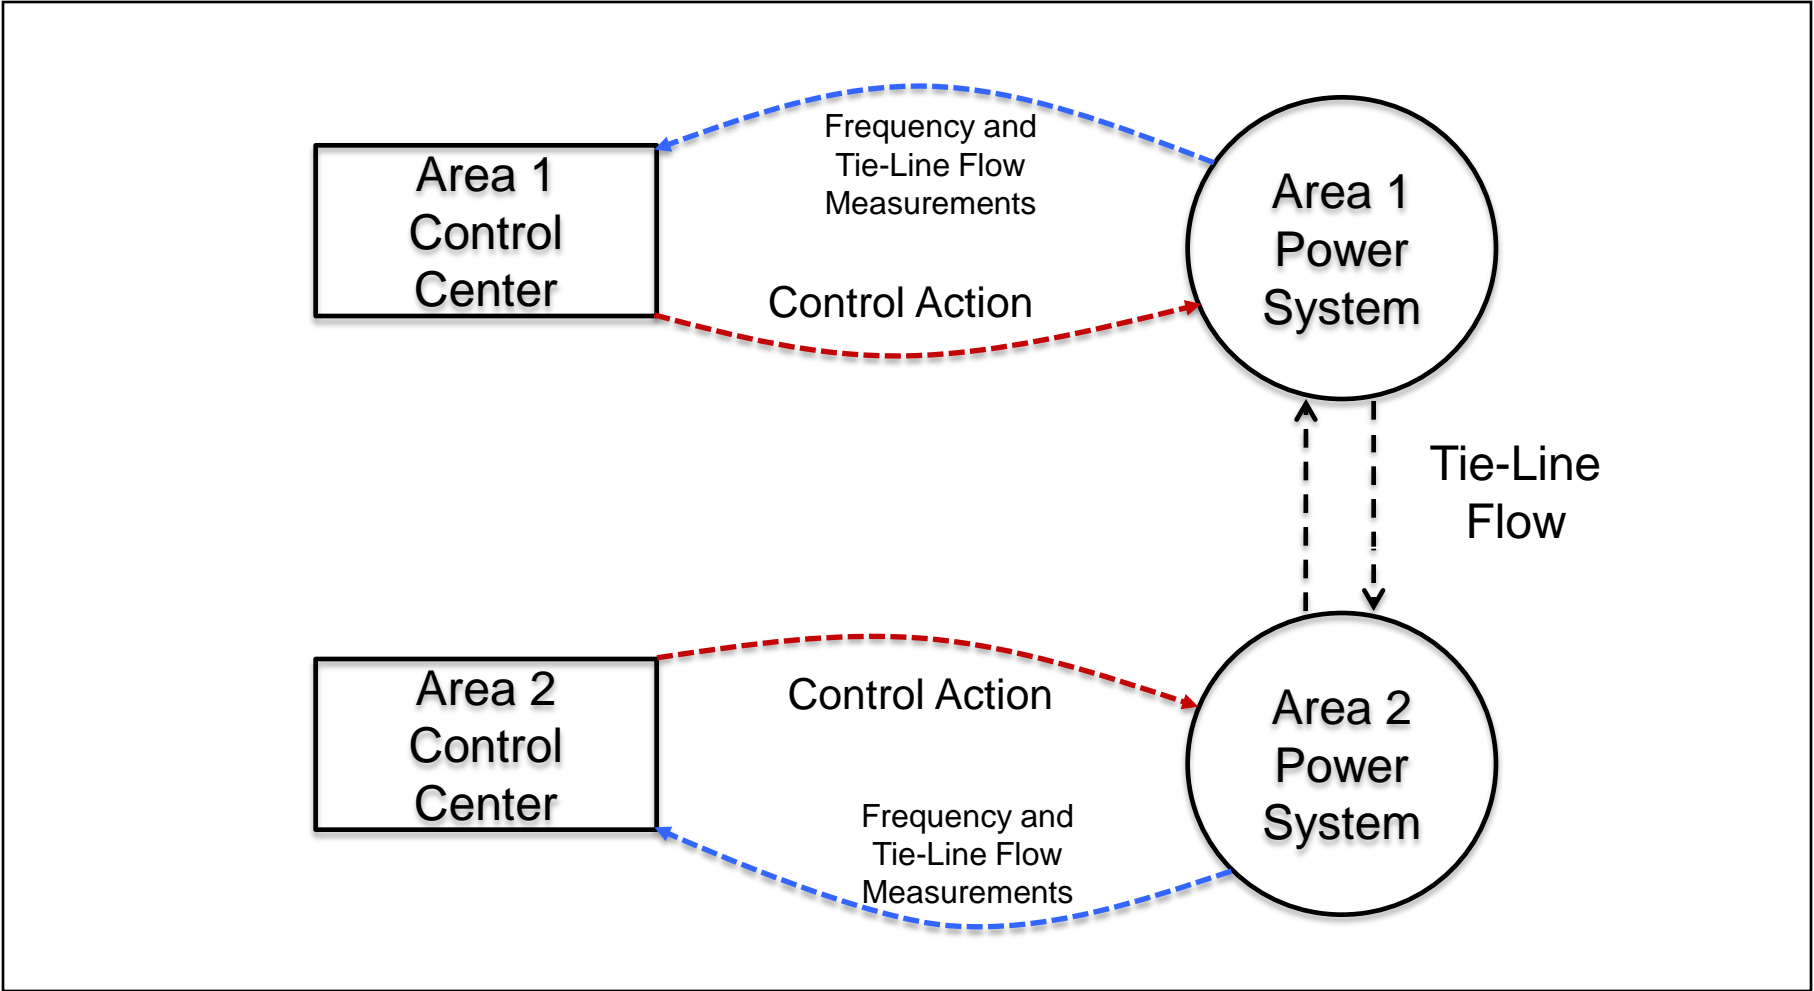 Frequency and
Tie-Line Flow
Measurements
Area 1
Control
Center
Area 1
Power
System
Control Action
Tie-Line
Flow
Area 2
Control
Center
Control Action
Area 2
Power
System
Frequency and
Tie-Line Flow
Measurements